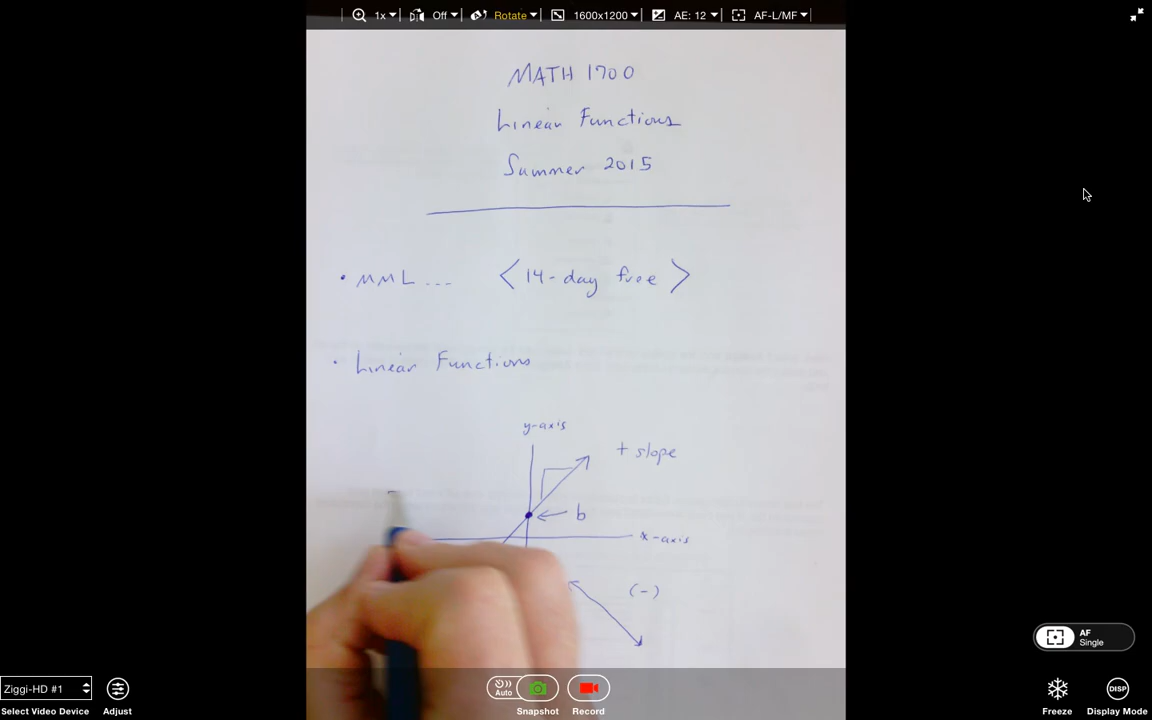 1x Off Rotate 1600x1200 AE: 12 AF-L/MF
MATH 1700
Linear Functions
Summer 2015
• MML... <14-day free>
• Linear Functions
y-axis
+ slope
b
x-axis
(-)
AF
Single
Ziggi-HD #1
Select Video Device
Adjust
Auto
Snapshot
Record
Freeze
DISP
Display Mode